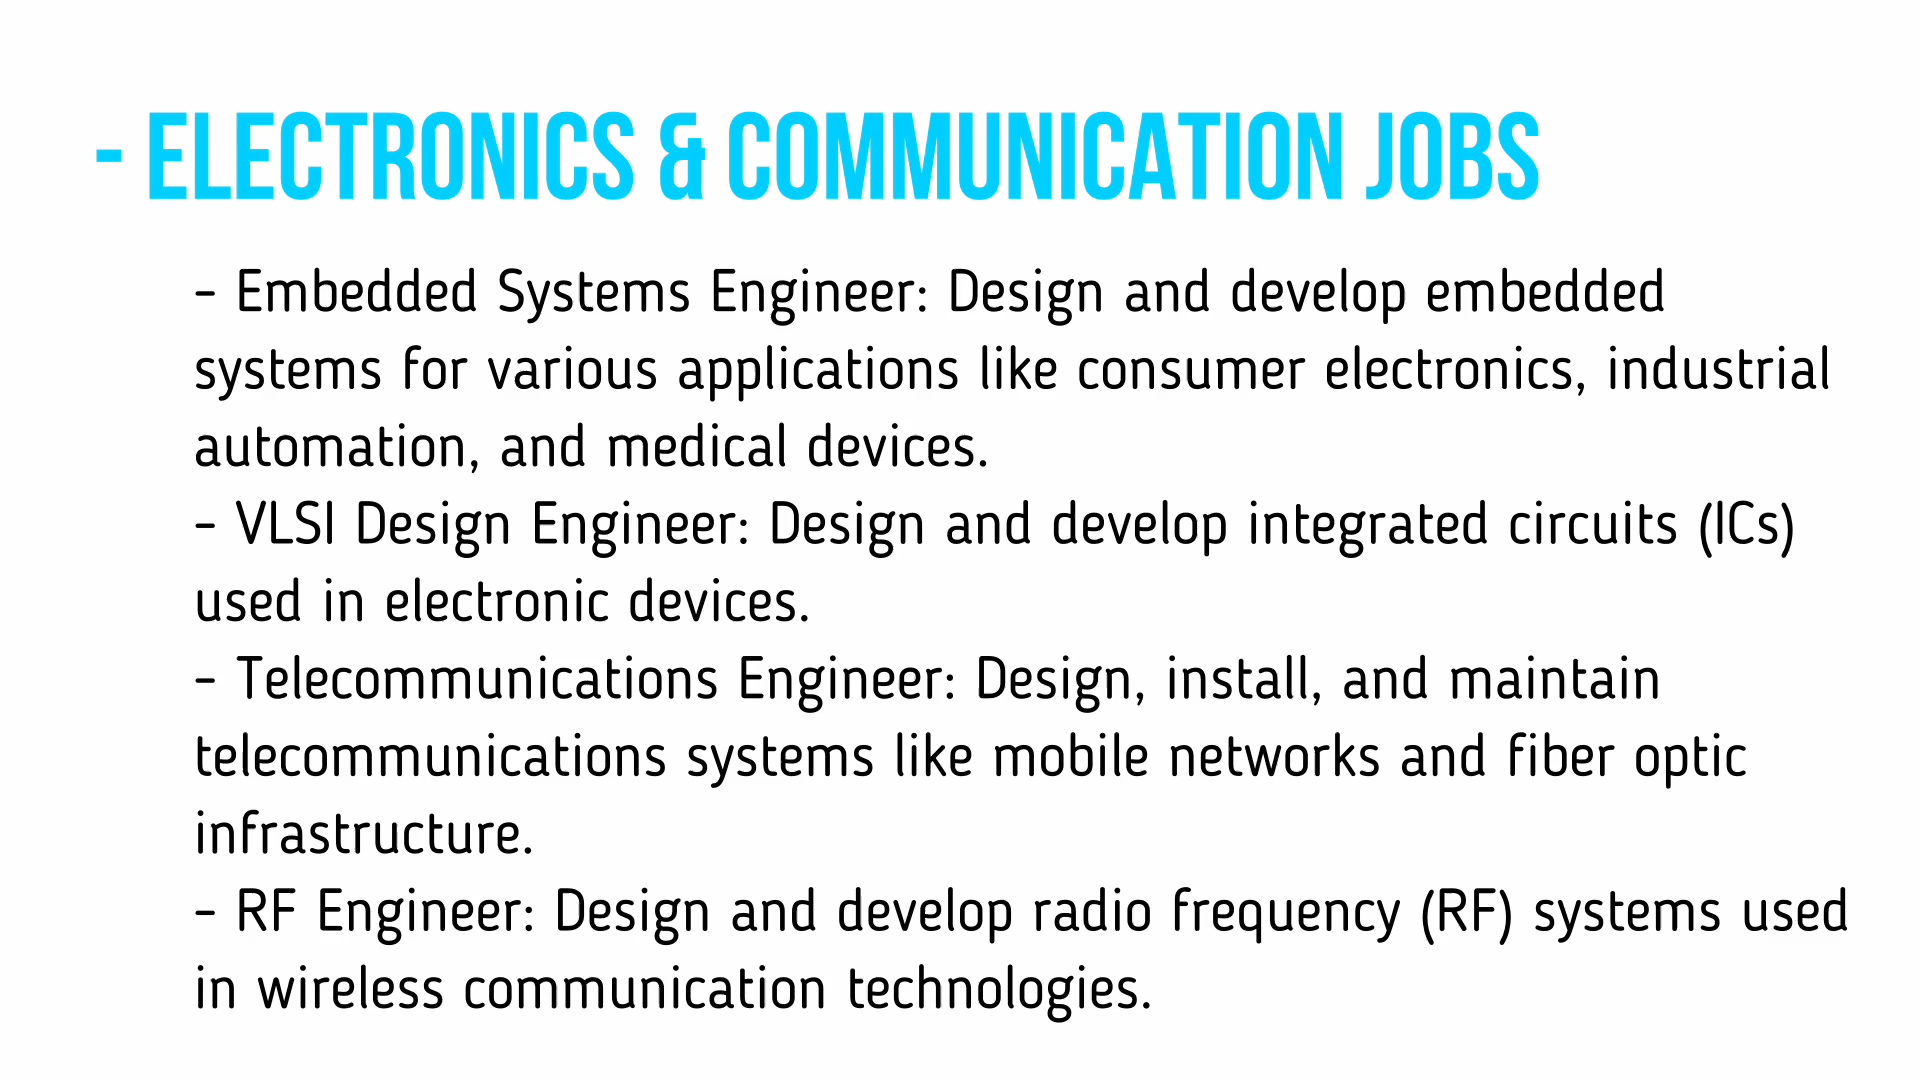 - ELECTRONICS & COMMUNICATION JOBS
- Embedded Systems Engineer: Design and develop embedded
systems for various applications like consumer electronics, industrial
automation, and medical devices.
- VLSI Design Engineer: Design and develop integrated circuits (ICs)
used in electronic devices.
- Telecommunications Engineer: Design, install, and maintain
telecommunications systems like mobile networks and fiber optic
infrastructure.
- RF Engineer: Design and develop radio frequency (RF) systems used
in wireless communication technologies.